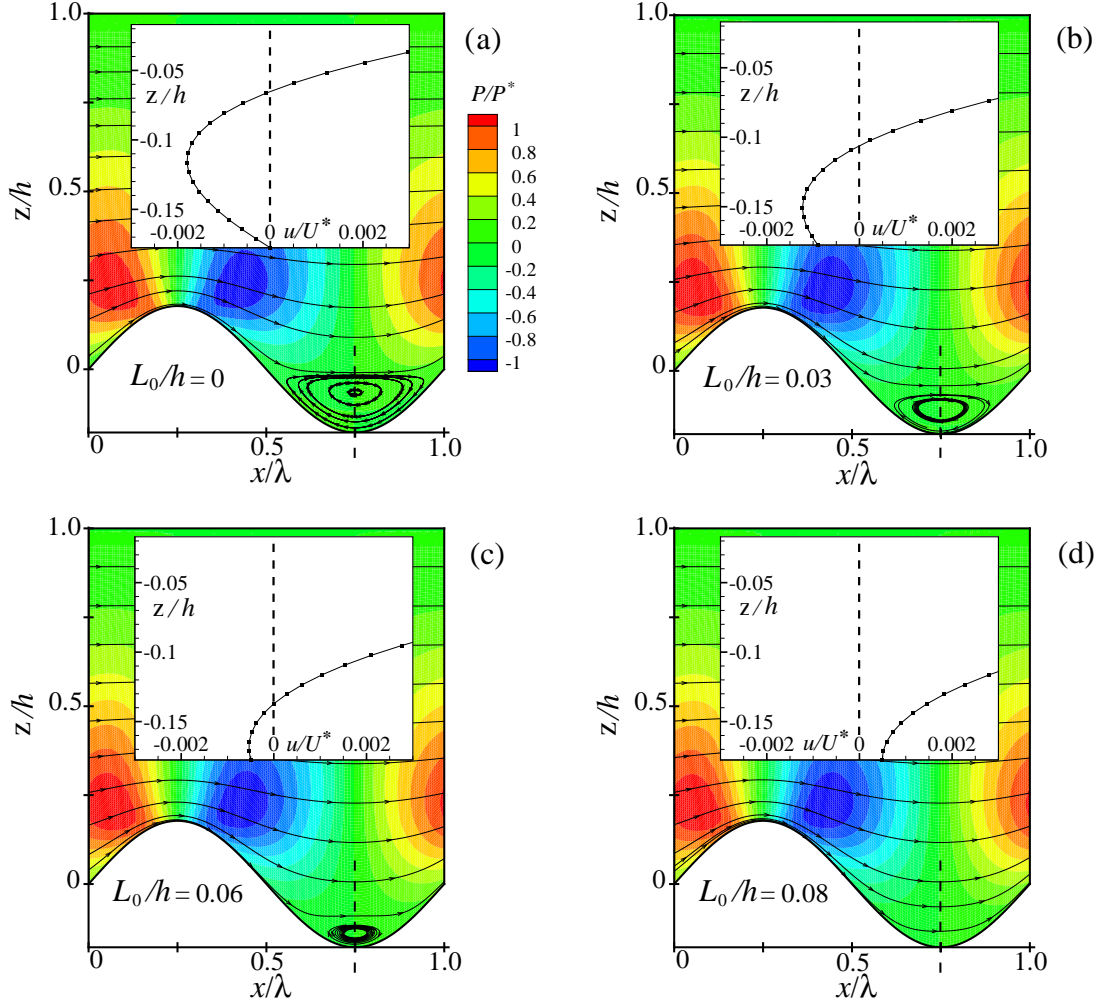 (a)
1.0
0.5
0
z/h
-0.05
z/h
-0.1
-0.15
-0.002
0
u/U*
0.002
L₀/h = 0
0
0.5
1.0
x/λ
P/P*
1
0.8
0.6
0.4
0.2
0
-0.2
-0.4
-0.6
-0.8
-1
(b)
1.0
0.5
0
z/h
-0.05
z/h
-0.1
-0.15
-0.002
0
u/U*
0.002
L₀/h = 0.03
0
0.5
1.0
x/λ
(c)
1.0
0.5
0
z/h
-0.05
z/h
-0.1
-0.15
-0.002
0
u/U*
0.002
L₀/h = 0.06
0
0.5
1.0
x/λ
(d)
1.0
0.5
0
z/h
-0.05
z/h
-0.1
-0.15
-0.002
u/U*
0
0.002
L₀/h = 0.08
0
0.5
1.0
x/λ